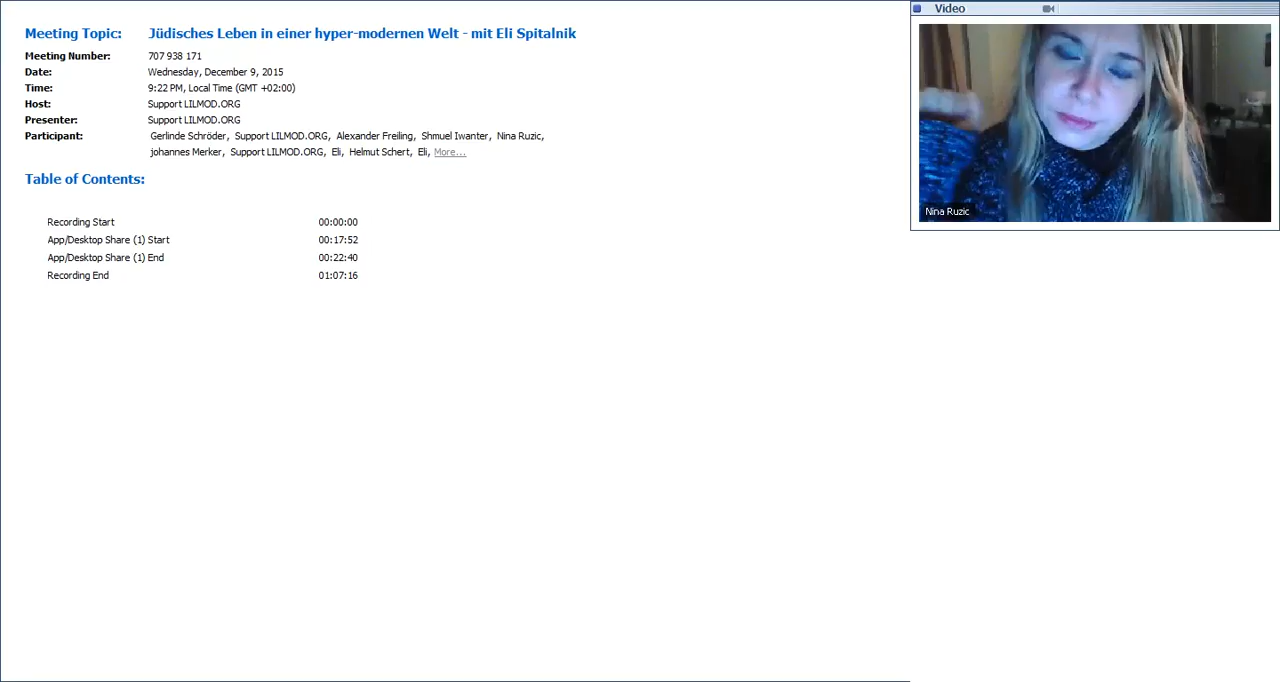 Meeting Topic: Jüdisches Leben in einer hyper-modernen Welt - mit Eli Spitalnik
Meeting Number: 707 938 171
Date: Wednesday, December 9, 2015
Time: 9:22 PM, Local Time (GMT +02:00)
Host: Support LILMOD.ORG
Presenter: Support LILMOD.ORG
Participant: Gerlinde Schröder, Support LILMOD.ORG, Alexander Freiling, Shmuel Iwanter, Nina Ruzic,
johannes Merker, Support LILMOD.ORG, Eli, Helmut Schert, Eli, More...
Table of Contents:
Recording Start 00:00:00
App/Desktop Share (1) Start 00:17:52
App/Desktop Share (1) End 00:22:40
Recording End 01:07:16
Video
Nina Ruzic